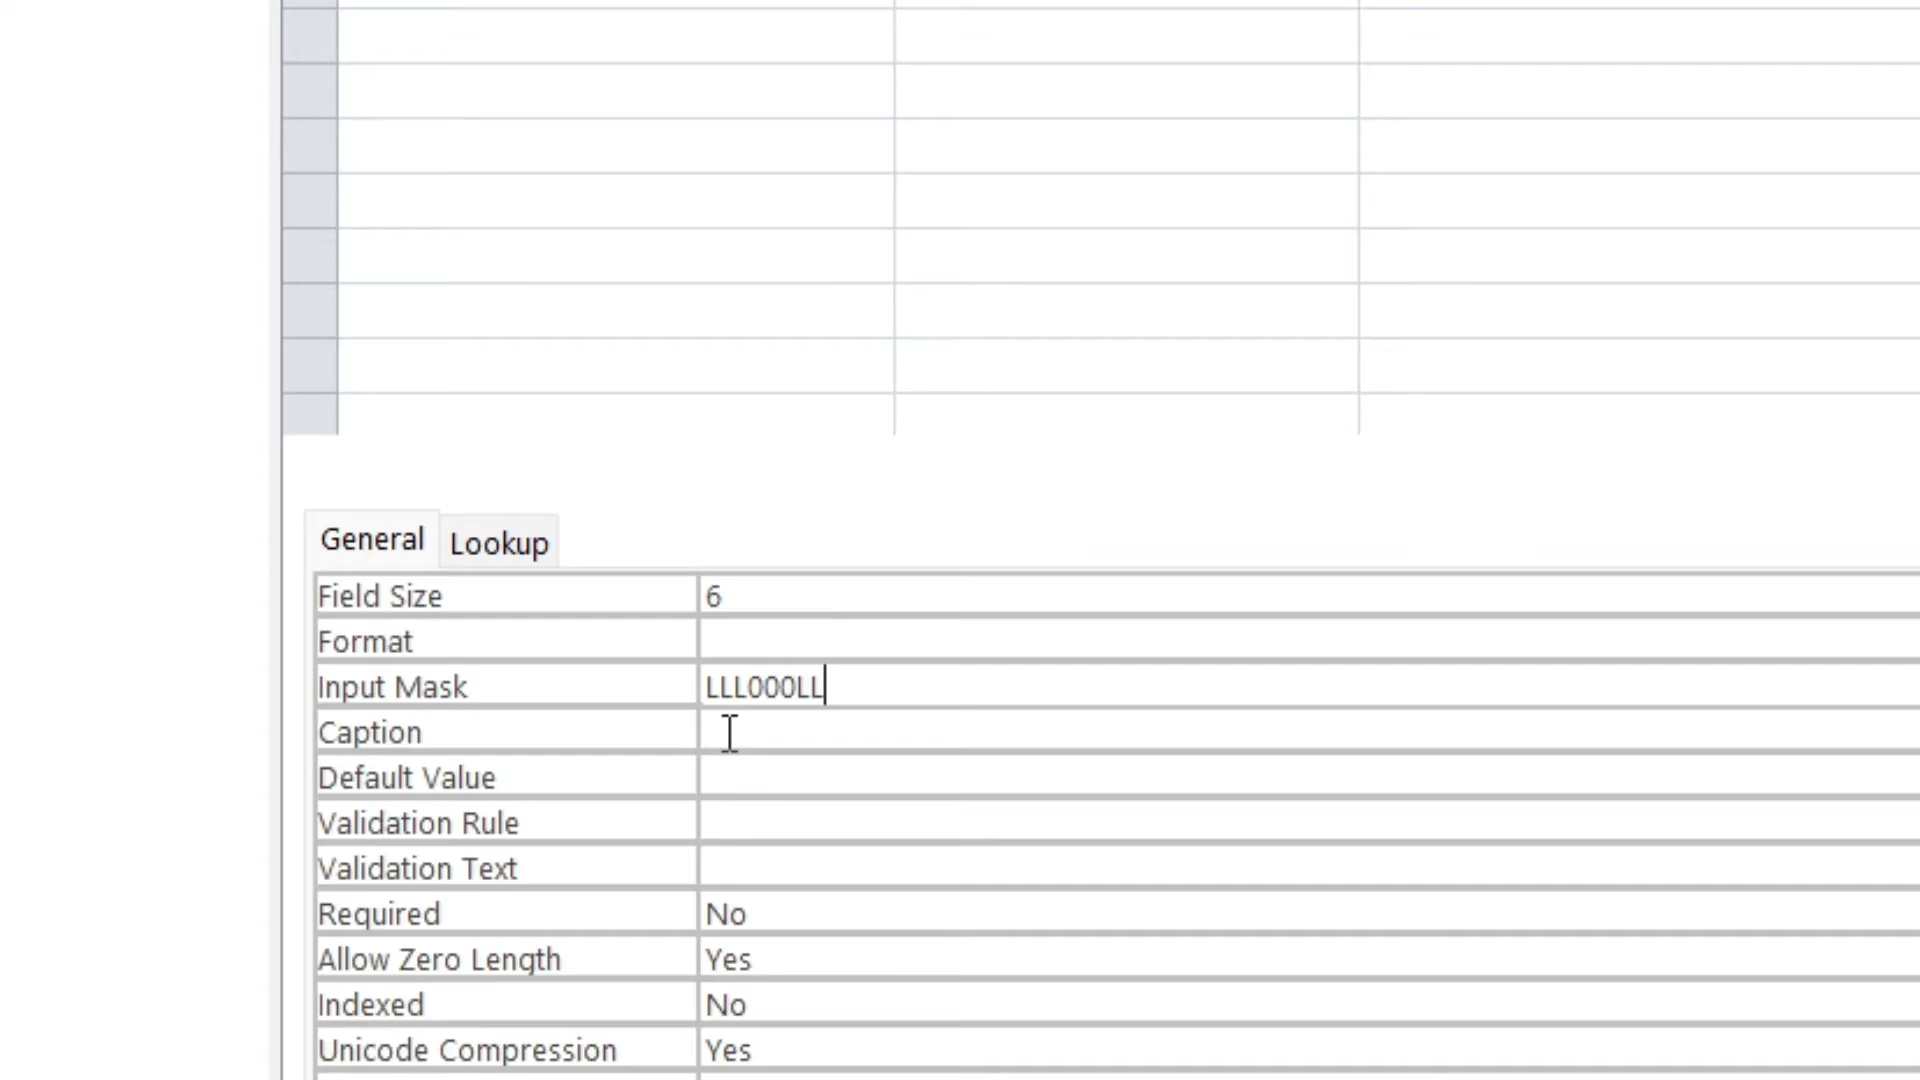 General Lookup
Field Size 6
Format
Input Mask LLL000LL
Caption
Default Value
Validation Rule
Validation Text
Required No
Allow Zero Length Yes
Indexed No
Unicode Compression Yes